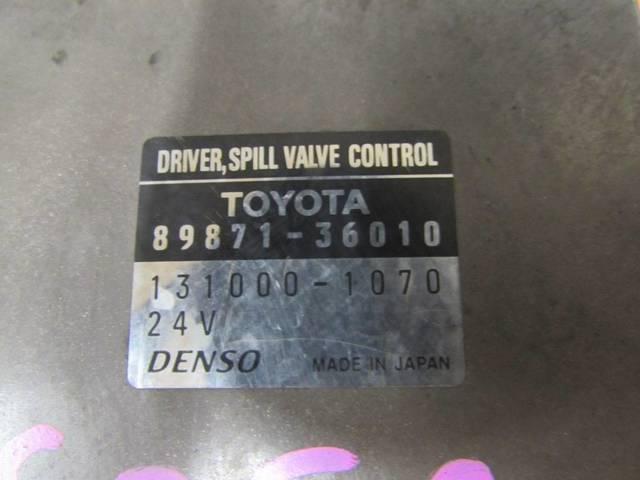 DRIVER, SPILL VALVE CONTROL
TOYOTA
89871-36010
131000-1070
24V
DENSO MADE IN JAPAN